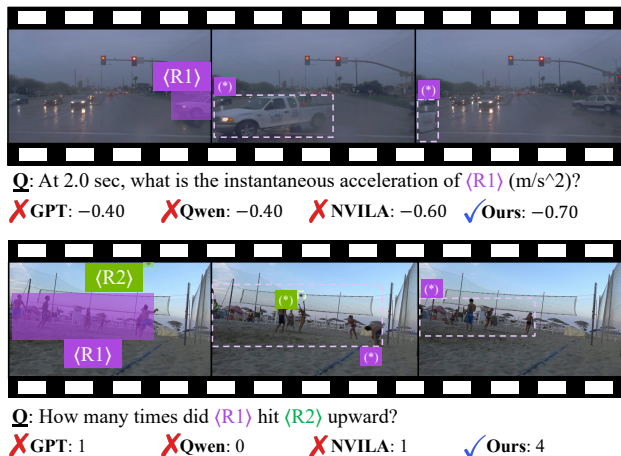 ⟨R1⟩
(*)
(*)
Q: At 2.0 sec, what is the instantaneous acceleration of ⟨R1⟩ (m/s^2)?
✗GPT: −0.40 ✗Qwen: −0.40 ✗NVILA: −0.60 ✓Ours: −0.70
⟨R2⟩
⟨R1⟩
(*)
(*)
(*)
Q: How many times did ⟨R1⟩ hit ⟨R2⟩ upward?
✗GPT: 1 ✗Qwen: 0 ✗NVILA: 1 ✓Ours: 4